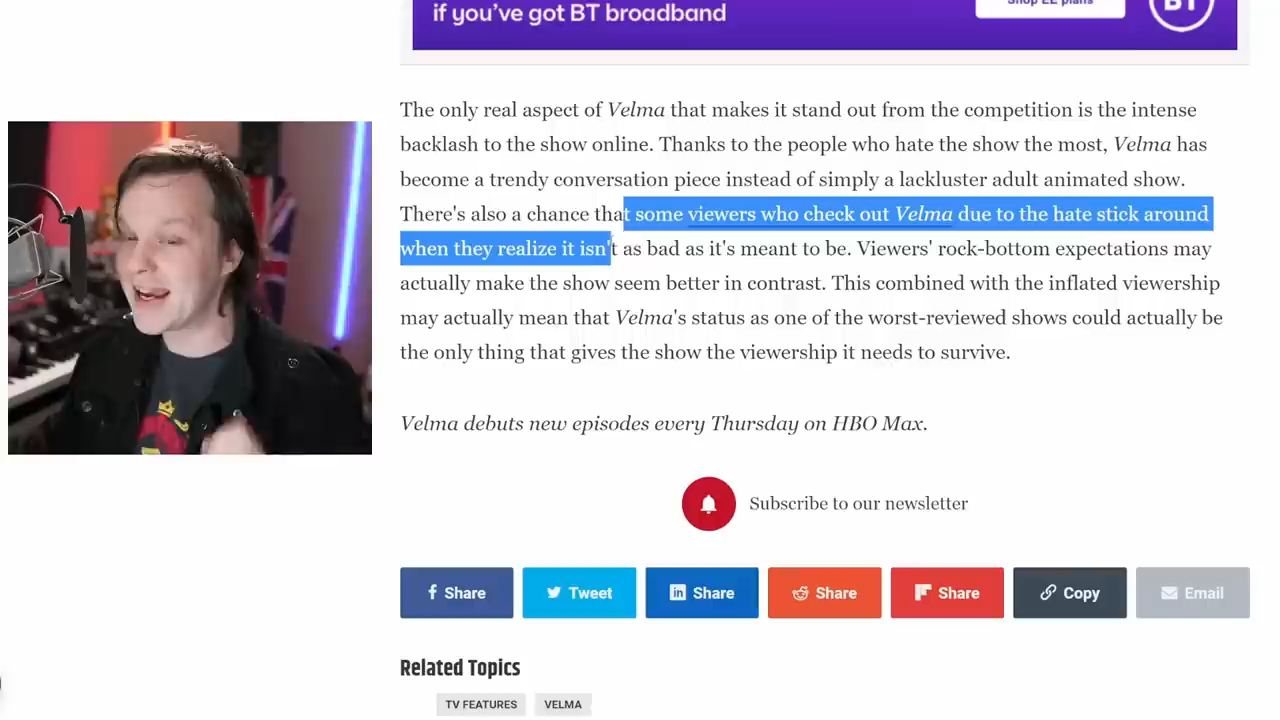 if you've got BT broadband
Shop EE plans
BT
The only real aspect of Velma that makes it stand out from the competition is the intense
backlash to the show online. Thanks to the people who hate the show the most, Velma has
become a trendy conversation piece instead of simply a lackluster adult animated show.
There's also a chance that some viewers who check out Velma due to the hate stick around
when they realize it isn't as bad as it's meant to be. Viewers' rock-bottom expectations may
actually make the show seem better in contrast. This combined with the inflated viewership
may actually mean that Velma's status as one of the worst-reviewed shows could actually be
the only thing that gives the show the viewership it needs to survive.
Velma debuts new episodes every Thursday on HBO Max.
Subscribe to our newsletter
Share Tweet Share Share Share Copy Email
Related Topics
TV FEATURES VELMA